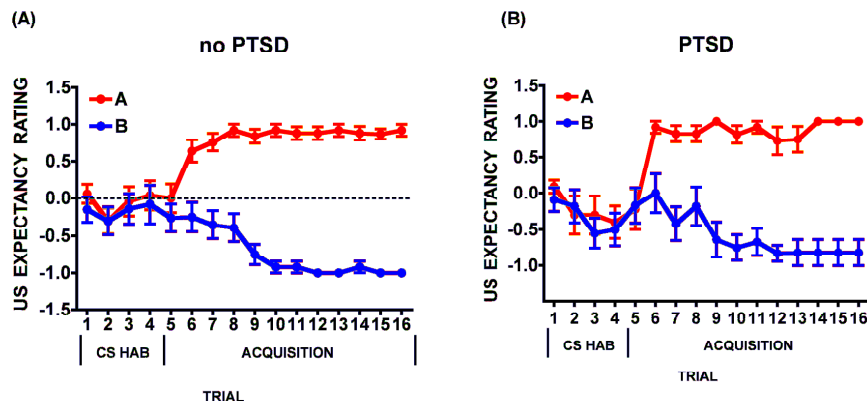 (A)
no PTSD
US EXPECTANCY RATING
1.5
1.0
0.5
0.0
-0.5
-1.0
-1.5
A
B
1 2 3 4 5 6 7 8 9 10 11 12 13 14 15 16
CS HAB ACQUISITION
TRIAL
(B)
PTSD
US EXPECTANCY RATING
1.5
1.0
0.5
0.0
-0.5
-1.0
A
B
1 2 3 4 5 6 7 8 9 10 11 12 13 14 15 16
CS HAB ACQUISITION
TRIAL